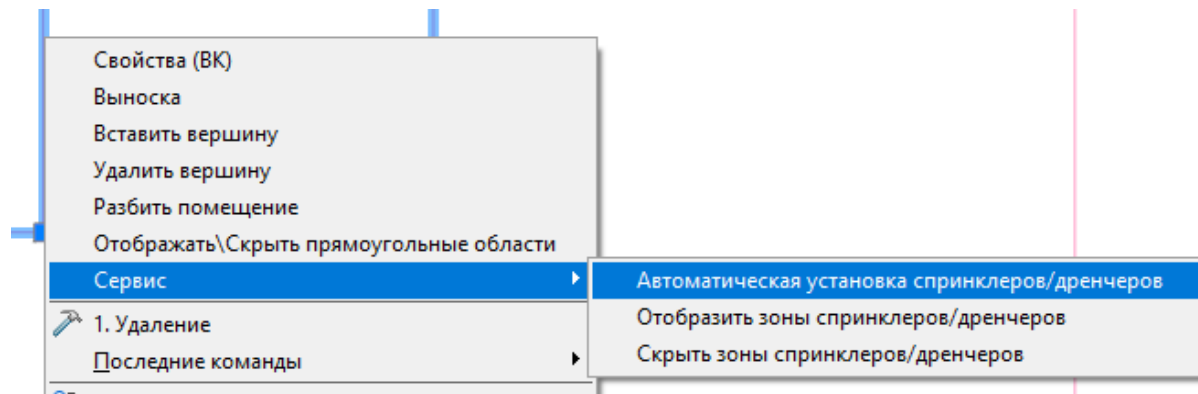 Свойства (ВК)
Выноска
Вставить вершину
Удалить вершину
Разбить помещение
Отображать\Скрыть прямоугольные области
Сервис
Автоматическая установка спринклеров/дренчеров
Отобразить зоны спринклеров/дренчеров
Скрыть зоны спринклеров/дренчеров
1. Удаление
Последние команды